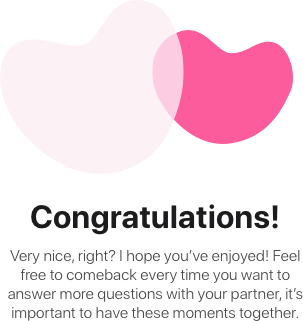 Congratulations!
Very nice, right? I hope you've enjoyed! Feel
free to comeback every time you want to
answer more questions with your partner, it's
important to have these moments together.